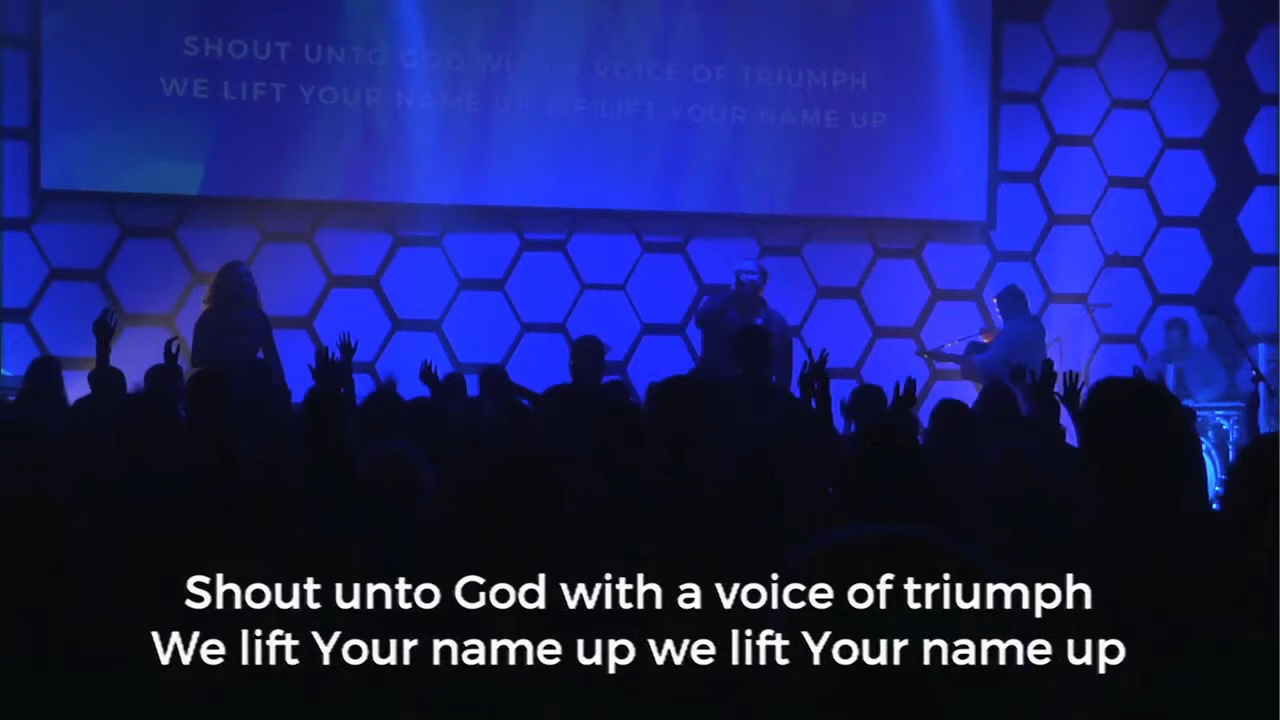 SHOUT UNTO GOD WITH A VOICE OF TRIUMPH
WE LIFT YOUR NAME UP WE LIFT YOUR NAME UP
Shout unto God with a voice of triumph
We lift Your name up we lift Your name up